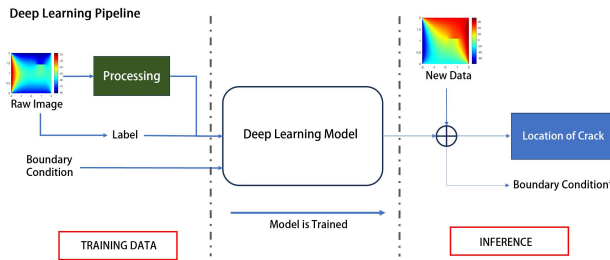 Deep Learning Pipeline
Processing
Raw Image
Label
Boundary
Condition
Deep Learning Model
Model is Trained
New Data
Location of Crack
Boundary Condition*
TRAINING DATA
INFERENCE